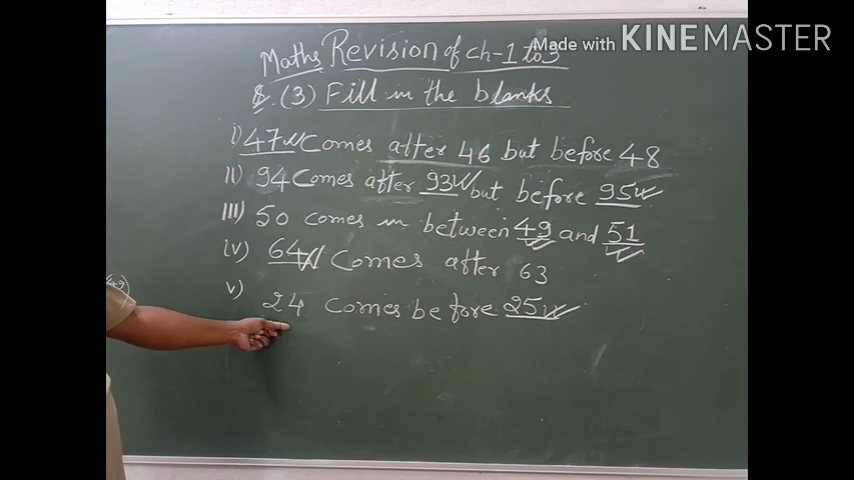 Made with KINEMASTER
Maths Revision of ch-1 to 3
Q. (3) Fill in the blanks
i) 47 Comes after 46 but before 48
II) 94 Comes after 93 but before 95
III) 50 comes in between 49 and 51
iv) 64 Comes after 63
v) 24 comes before 25